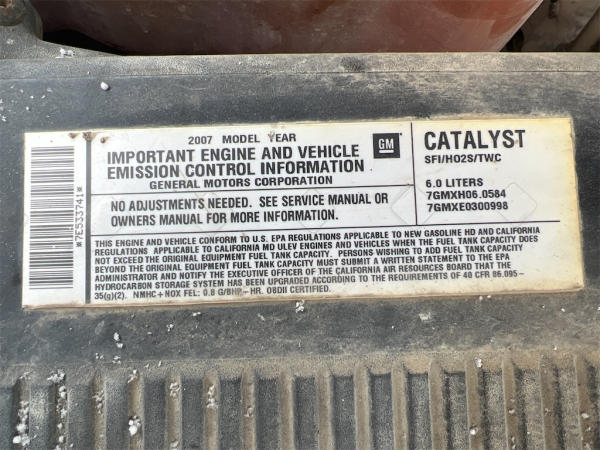 *7E533741*
2007 MODEL YEAR
IMPORTANT ENGINE AND VEHICLE
EMISSION CONTROL INFORMATION
GENERAL MOTORS CORPORATION
GM
CATALYST
SFI/HO2S/TWC
NO ADJUSTMENTS NEEDED. SEE SERVICE MANUAL OR
OWNERS MANUAL FOR MORE INFORMATION.
6.0 LITERS
7GMXH06.0584
7GMXE0300998
THIS ENGINE AND VEHICLE CONFORM TO U.S. EPA REGULATIONS APPLICABLE TO NEW GASOLINE HD AND CALIFORNIA
REGULATIONS APPLICABLE TO CALIFORNIA MD ULEV ENGINES AND VEHICLES WHEN THE FUEL TANK CAPACITY DOES
NOT EXCEED THE ORIGINAL EQUIPMENT FUEL TANK CAPACITY. PERSONS WISHING TO ADD FUEL TANK CAPACITY
BEYOND THE ORIGINAL EQUIPMENT FUEL TANK CAPACITY MUST SUBMIT A WRITTEN STATEMENT TO THE EPA
ADMINISTRATOR AND NOTIFY THE EXECUTIVE OFFICER OF THE CALIFORNIA AIR RESOURCES BOARD THAT THE
HYDROCARBON STORAGE SYSTEM HAS BEEN UPGRADED ACCORDING TO THE REQUIREMENTS OF 40 CFR 86.095-
35(g)(2). NMHC+NOX FEL: 0.8 G/BHP-HR. OBDII CERTIFIED.